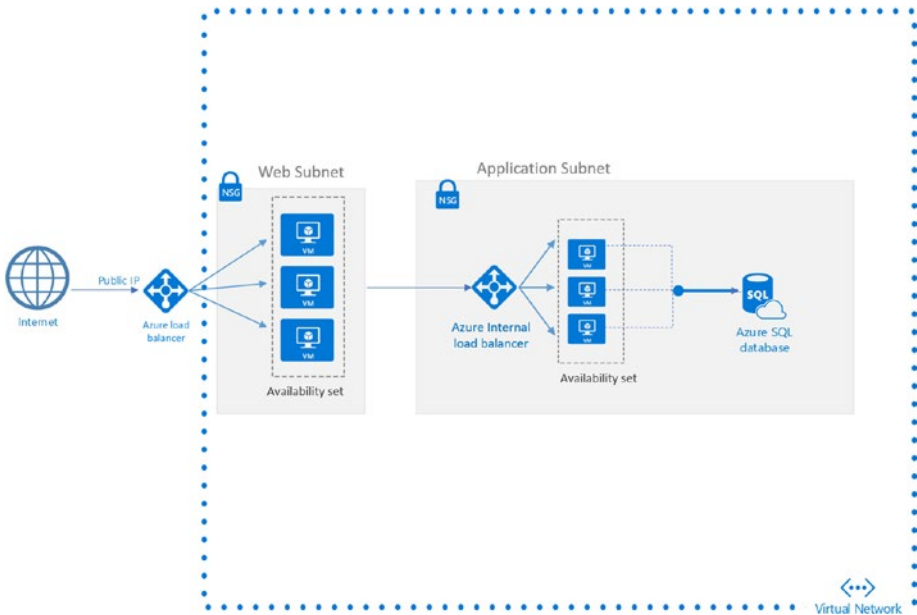 Web Subnet
NSG
VM
VM
VM
Availability set
Application Subnet
NSG
Internet
Public IP
Azure load
balancer
Azure Internal
load balancer
VM
VM
VM
Availability set
SQL
Azure SQL
database
Virtual Network